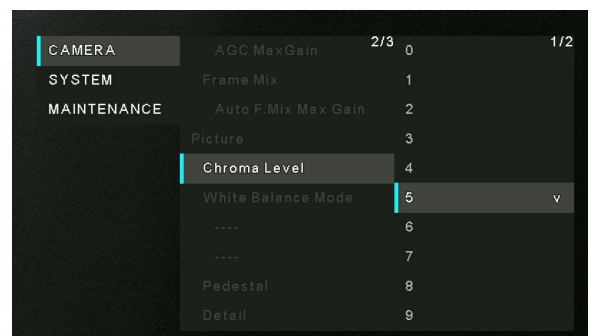 CAMERA
SYSTEM
MAINTENANCE
2/3
AGC MaxGain
Frame Mix
Auto F.Mix Max Gain
Picture
Chroma Level
White Balance Mode
----
----
Pedestal
Detail
1/2
0
1
2
3
4
5 v
6
7
8
9